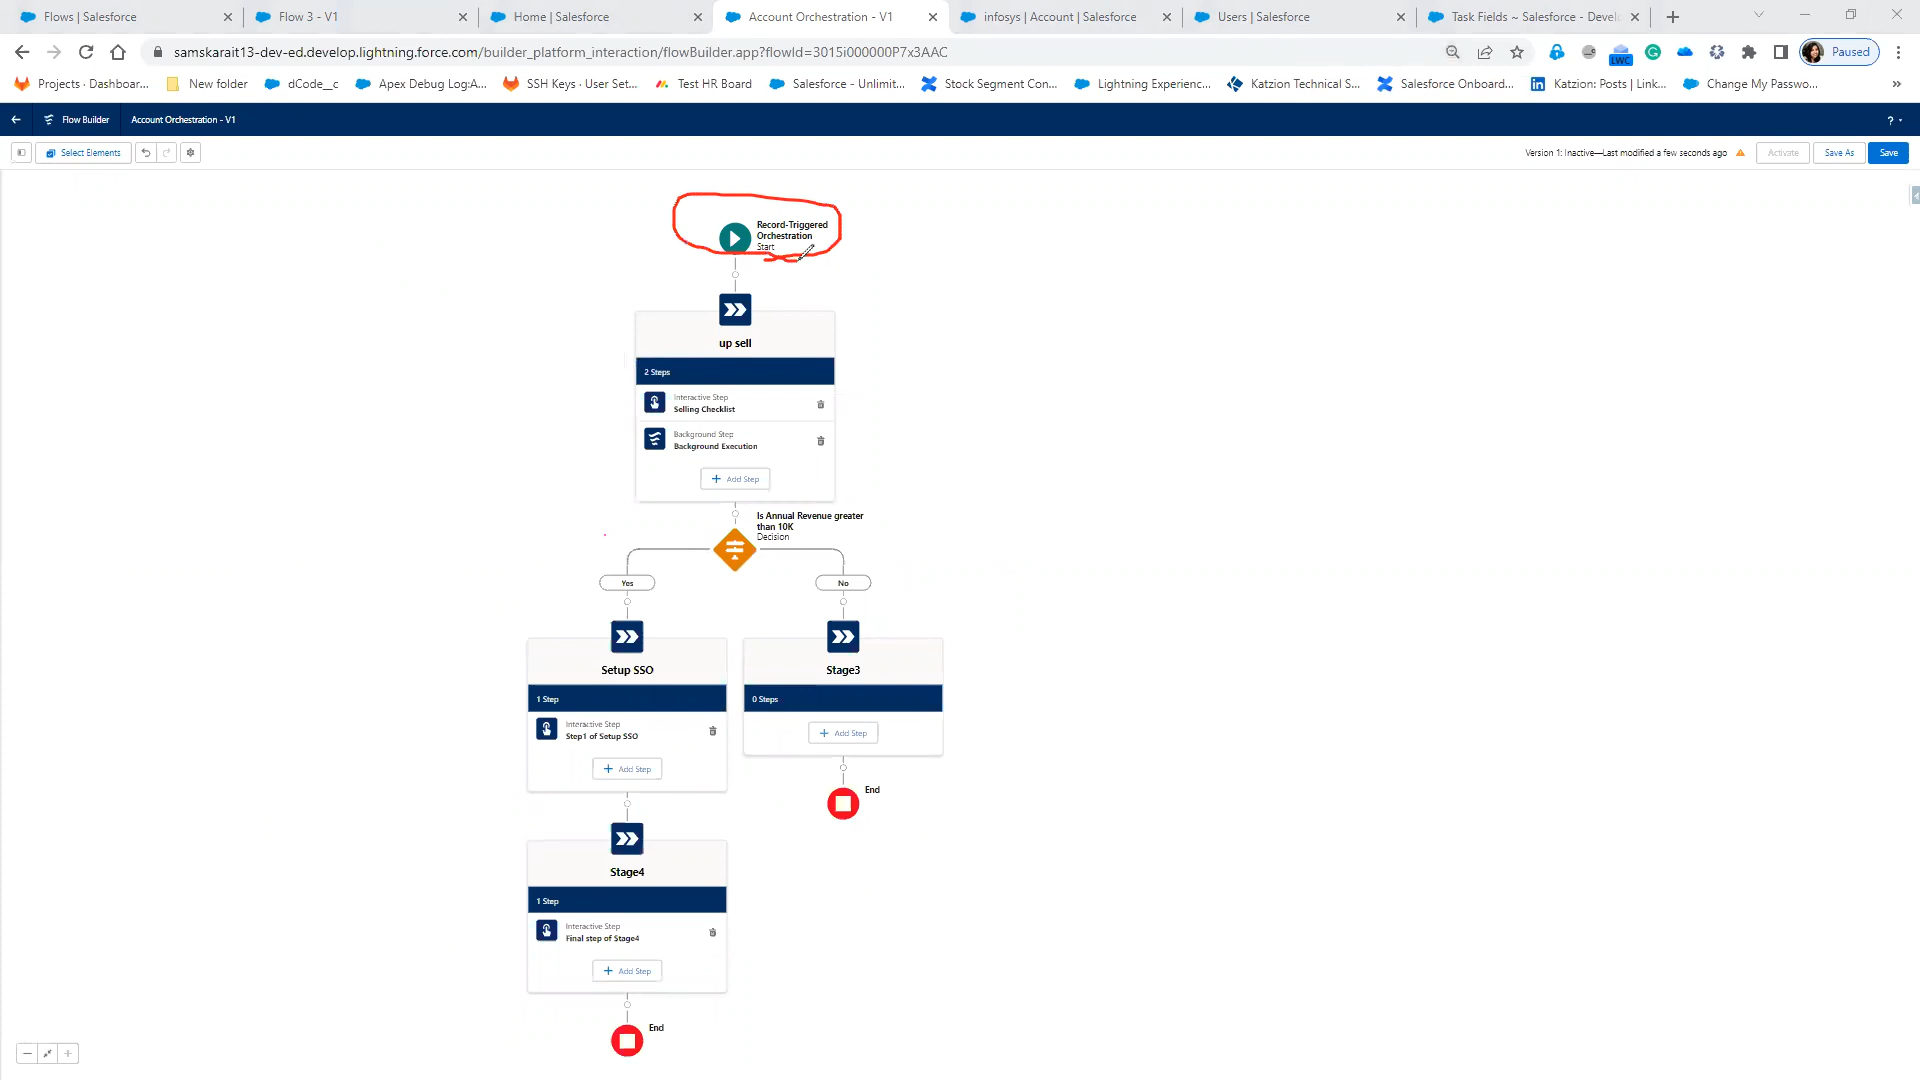 Flows | Salesforce
Flow 3 - V1
Home | Salesforce
Account Orchestration - V1
infosys | Account | Salesforce
Users | Salesforce
Task Fields ~ Salesforce - Devel
samskarait13-dev-ed.develop.lightning.force.com/builder_platform_interaction/flowBuilder.app?flowId=3015i000000P7x3AAC
LWC
Paused
Projects · Dashboar...
New folder
dCode__c
Apex Debug Log:A...
SSH Keys · User Set...
Test HR Board
Salesforce - Unlimit...
Stock Segment Con...
Lightning Experienc...
Katzion Technical S...
Salesforce Onboard...
Katzion: Posts | Link...
Change My Passwo...
Flow Builder
Account Orchestration - V1
?
Select Elements
Version 1: Inactive—Last modified a few seconds ago
Activate
Save As
Save
Record-Triggered
Orchestration
Start
up sell
2 Steps
Interactive Step
Selling Checklist
Background Step
Background Execution
Add Step
Is Annual Revenue greater
than 10K
Decision
Yes
No
Setup SSO
Stage3
1 Step
0 Steps
Interactive Step
Step1 of Setup SSO
Add Step
Add Step
End
Stage4
1 Step
Interactive Step
Final step of Stage4
Add Step
End